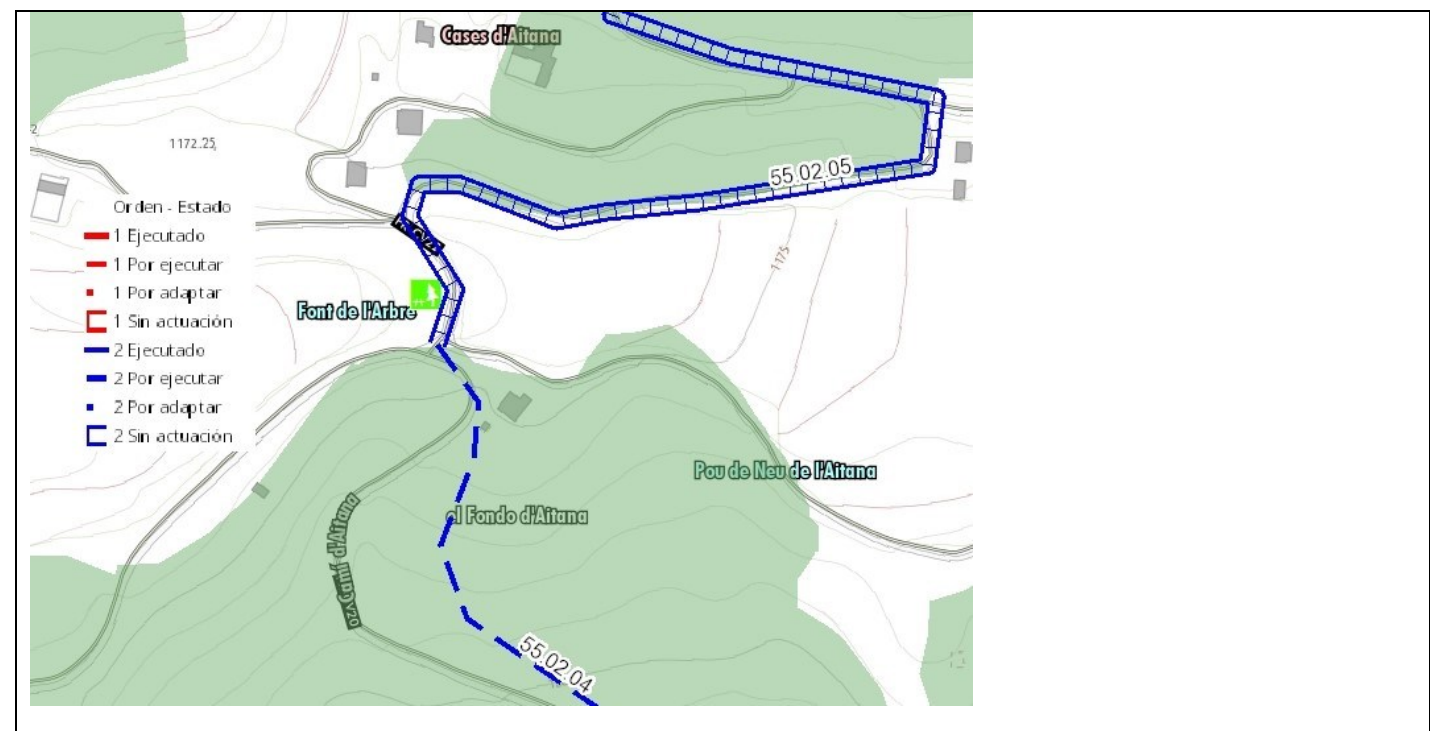 Cases d'Aitana
1172.25
55.02.05
Orden - Estado
1 Ejecutado
1 Por ejecutar
1 Por adaptar
1 Sin actuación
2 Ejecutado
2 Por ejecutar
2 Por adaptar
2 Sin actuación
1175
Font de l'Arbre
Pou de Neu de l'Aitana
el Fondo d'Aitana
CV20
Camí d'Aitana
55.02.04